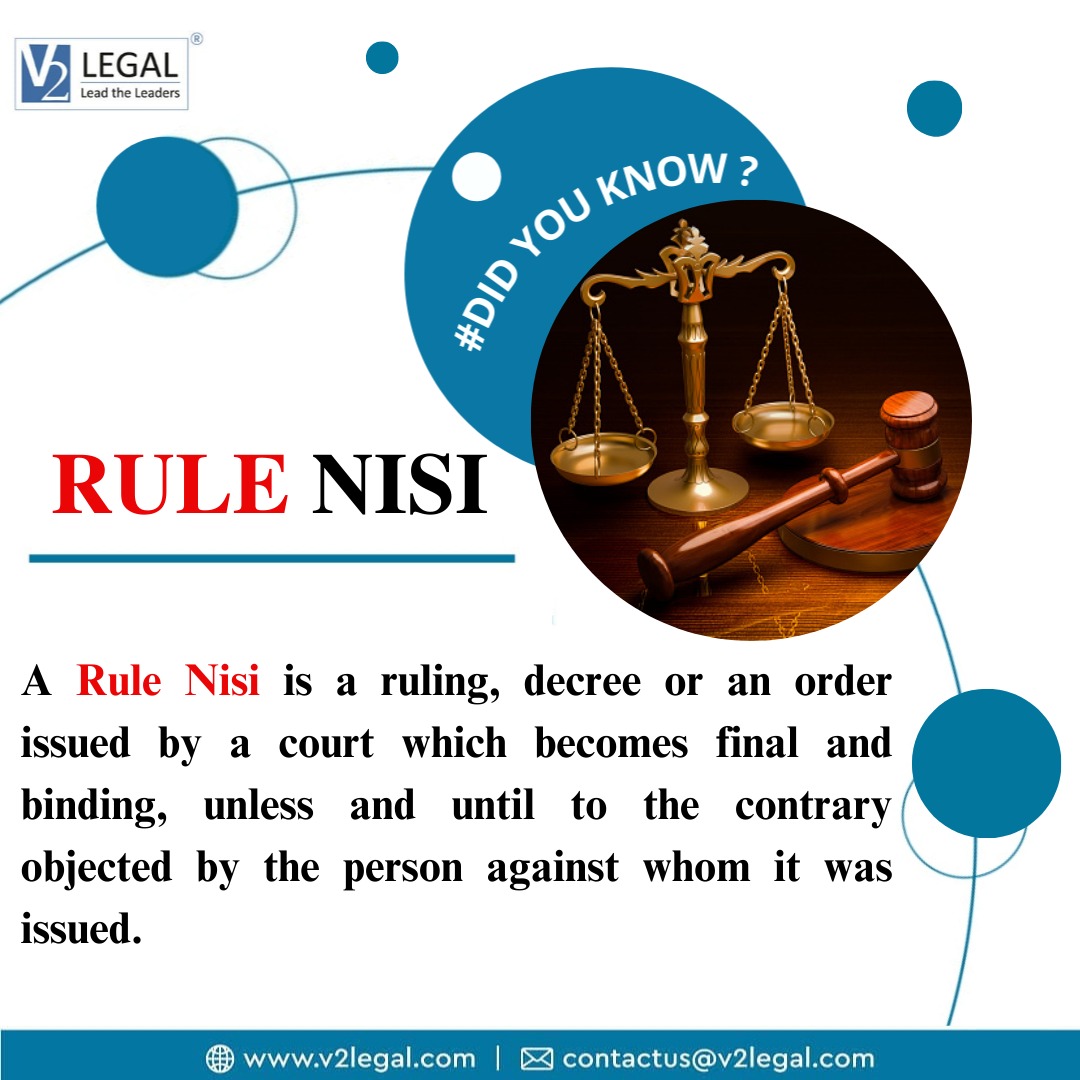 V2 LEGAL ®
Lead the Leaders
#DID YOU KNOW ?
RULE NISI
A Rule Nisi is a ruling, decree or an order
issued by a court which becomes final and
binding, unless and until to the contrary
objected by the person against whom it was
issued.
www.v2legal.com | contactus@v2legal.com